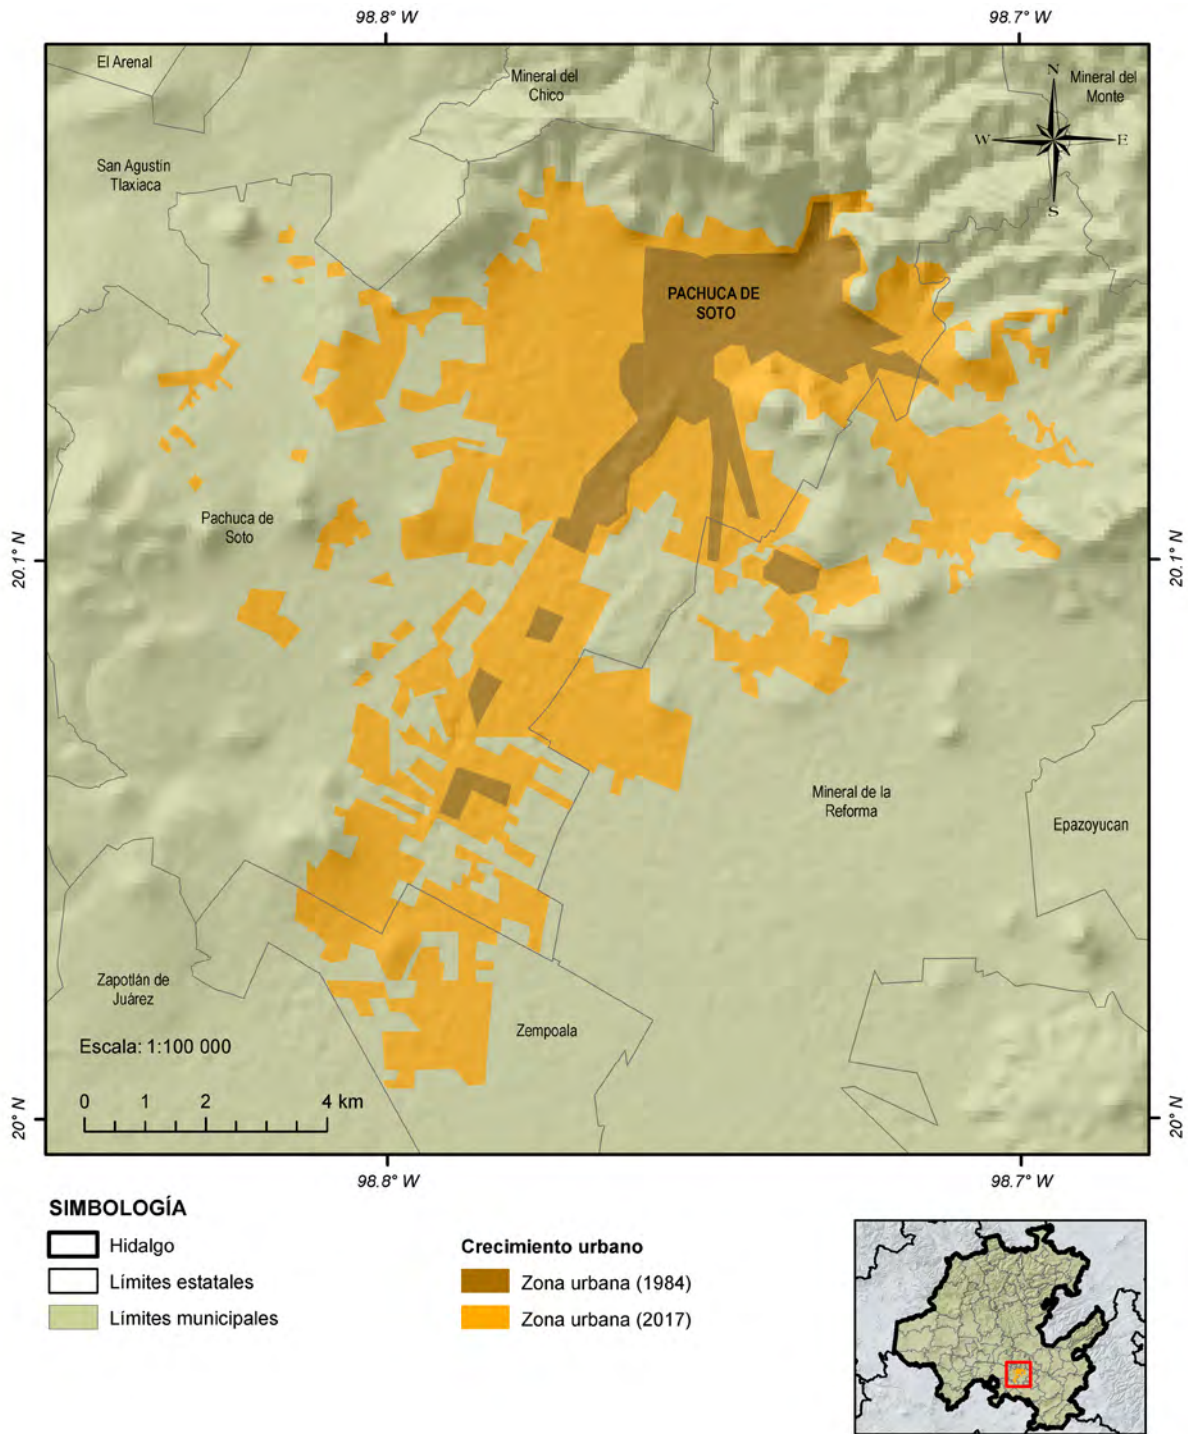 98.8° W
98.7° W
El Arenal
Mineral del
Chico
Mineral del
Monte
N
W
E
S
San Agustin
Tlaxiaca
PACHUCA DE
SOTO
Pachuca de
Soto
20.1° N
20.1° N
Mineral de la
Reforma
Epazoyucan
Zapotlán de
Juárez
Zempoala
Escala: 1:100 000
0 1 2 4 km
20° N
20° N
98.8° W
98.7° W
SIMBOLOGÍA
Hidalgo
Límites estatales
Límites municipales
Crecimiento urbano
Zona urbana (1984)
Zona urbana (2017)